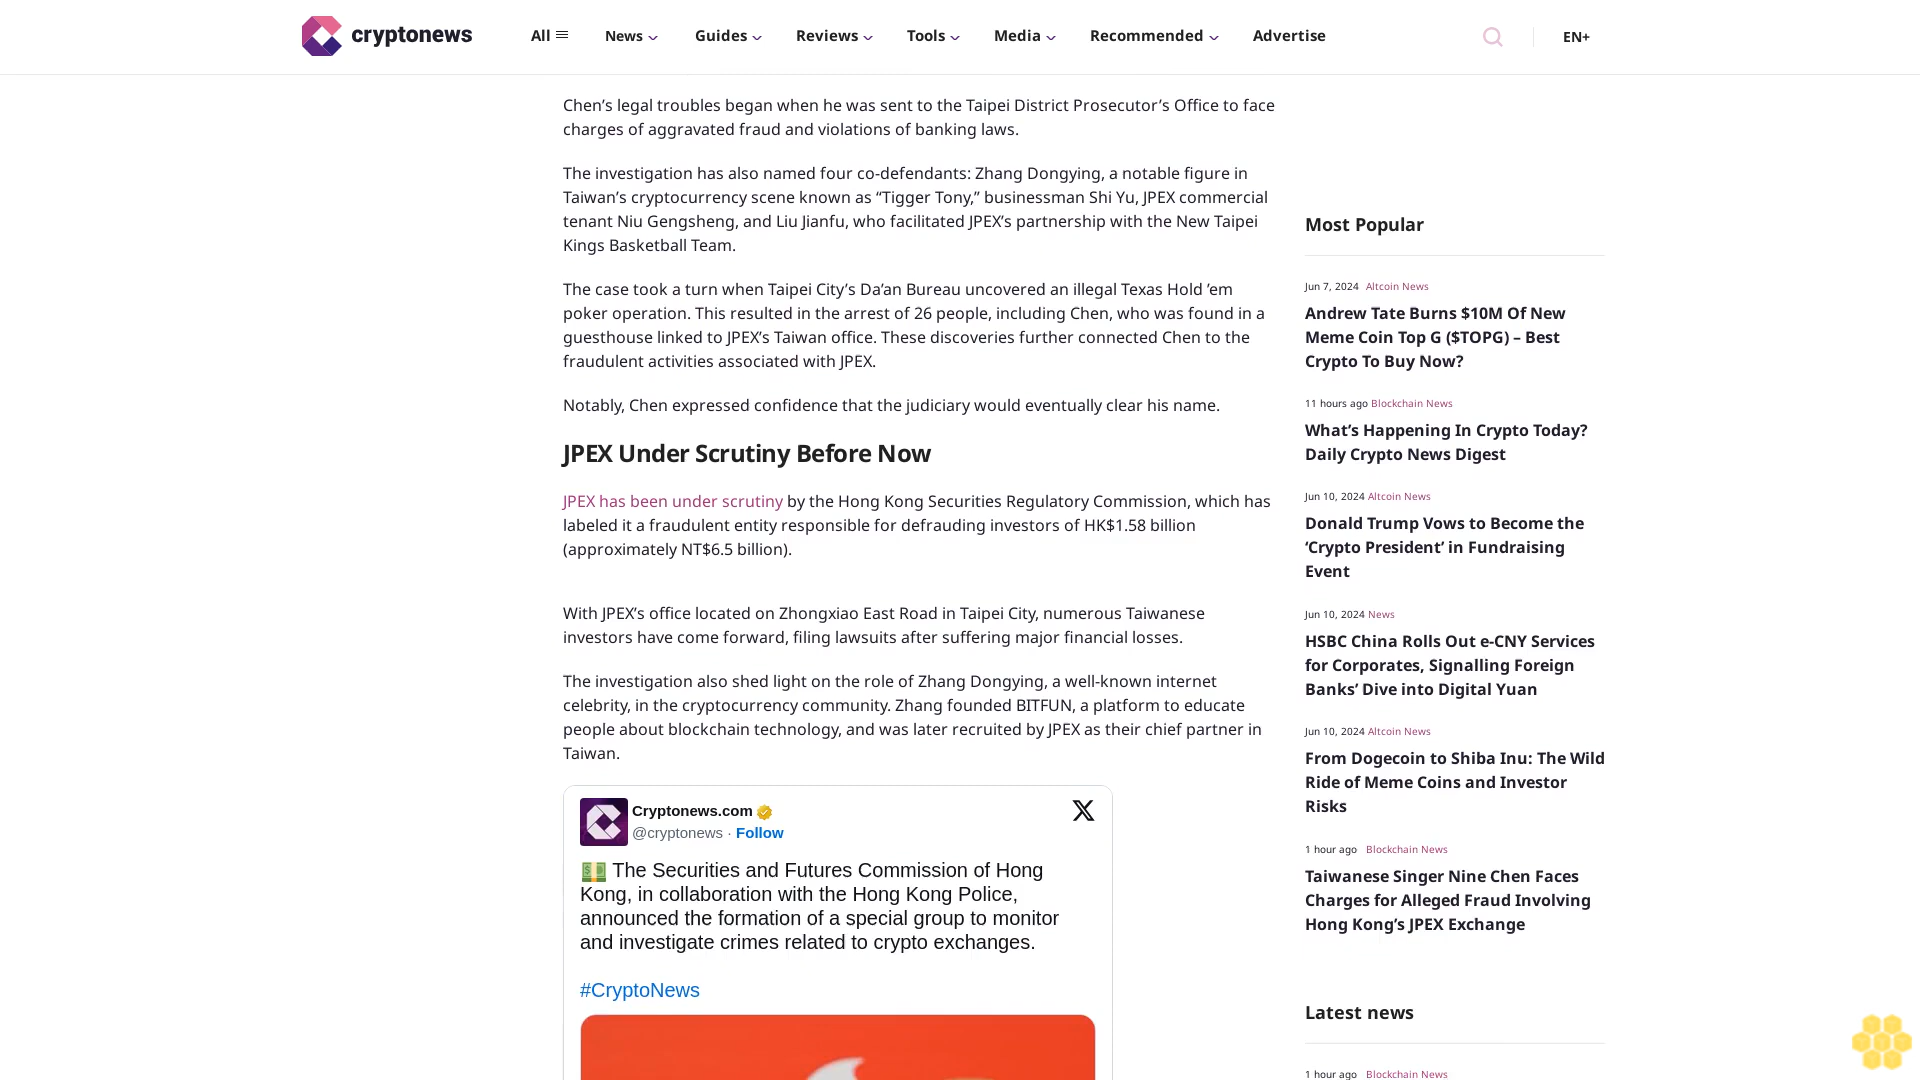 cryptonews
All
News
Guides
Reviews
Tools
Media
Recommended
Advertise
EN+
Chen’s legal troubles began when he was sent to the Taipei District Prosecutor’s Office to face
charges of aggravated fraud and violations of banking laws.
The investigation has also named four co-defendants: Zhang Dongying, a notable figure in
Taiwan’s cryptocurrency scene known as “Tigger Tony,” businessman Shi Yu, JPEX commercial
tenant Niu Gengsheng, and Liu Jianfu, who facilitated JPEX’s partnership with the New Taipei
Kings Basketball Team.
The case took a turn when Taipei City’s Da’an Bureau uncovered an illegal Texas Hold ’em
poker operation. This resulted in the arrest of 26 people, including Chen, who was found in a
guesthouse linked to JPEX’s Taiwan office. These discoveries further connected Chen to the
fraudulent activities associated with JPEX.
Notably, Chen expressed confidence that the judiciary would eventually clear his name.
JPEX Under Scrutiny Before Now
JPEX has been under scrutiny by the Hong Kong Securities Regulatory Commission, which has
labeled it a fraudulent entity responsible for defrauding investors of HK$1.58 billion
(approximately NT$6.5 billion).
With JPEX’s office located on Zhongxiao East Road in Taipei City, numerous Taiwanese
investors have come forward, filing lawsuits after suffering major financial losses.
The investigation also shed light on the role of Zhang Dongying, a well-known internet
celebrity, in the cryptocurrency community. Zhang founded BITFUN, a platform to educate
people about blockchain technology, and was later recruited by JPEX as their chief partner in
Taiwan.
Cryptonews.com
@cryptonews · Follow
💵 The Securities and Futures Commission of Hong
Kong, in collaboration with the Hong Kong Police,
announced the formation of a special group to monitor
and investigate crimes related to crypto exchanges.
#CryptoNews
Most Popular
Jun 7, 2024 Altcoin News
Andrew Tate Burns $10M Of New
Meme Coin Top G ($TOPG) – Best
Crypto To Buy Now?
11 hours ago Blockchain News
What’s Happening In Crypto Today?
Daily Crypto News Digest
Jun 10, 2024 Altcoin News
Donald Trump Vows to Become the
‘Crypto President’ in Fundraising
Event
Jun 10, 2024 News
HSBC China Rolls Out e-CNY Services
for Corporates, Signalling Foreign
Banks’ Dive into Digital Yuan
Jun 10, 2024 Altcoin News
From Dogecoin to Shiba Inu: The Wild
Ride of Meme Coins and Investor
Risks
1 hour ago Blockchain News
Taiwanese Singer Nine Chen Faces
Charges for Alleged Fraud Involving
Hong Kong’s JPEX Exchange
Latest news
1 hour ago Blockchain News